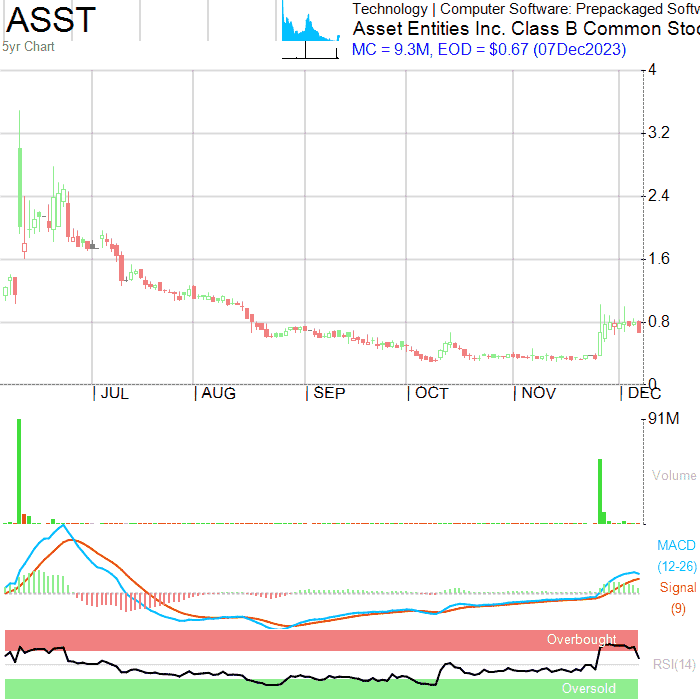 ASST
Technology | Computer Software: Prepackaged Softw
Asset Entities Inc. Class B Common Stoc
5yr Chart
MC = 9.3M, EOD = $0.67 (07Dec2023)
4
3.2
2.4
1.6
0.8
0
JUL AUG SEP OCT NOV DEC
91M
Volume
MACD
(12-26)
Signal
(9)
Overbought
RSI(14)
Oversold